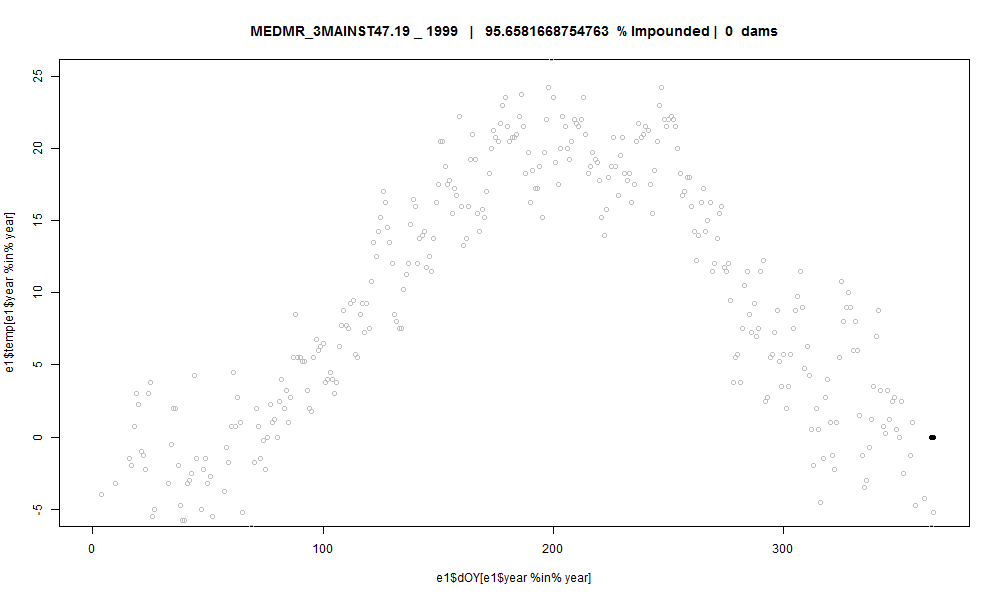 MEDMR_3MAINST47.19 _ 1999 | 95.6581668754763 % Impounded | 0 dams
e1$temp[e1$year %in% year]
25
20
15
10
5
0
-5
0 100 200 300
e1$dOY[e1$year %in% year]